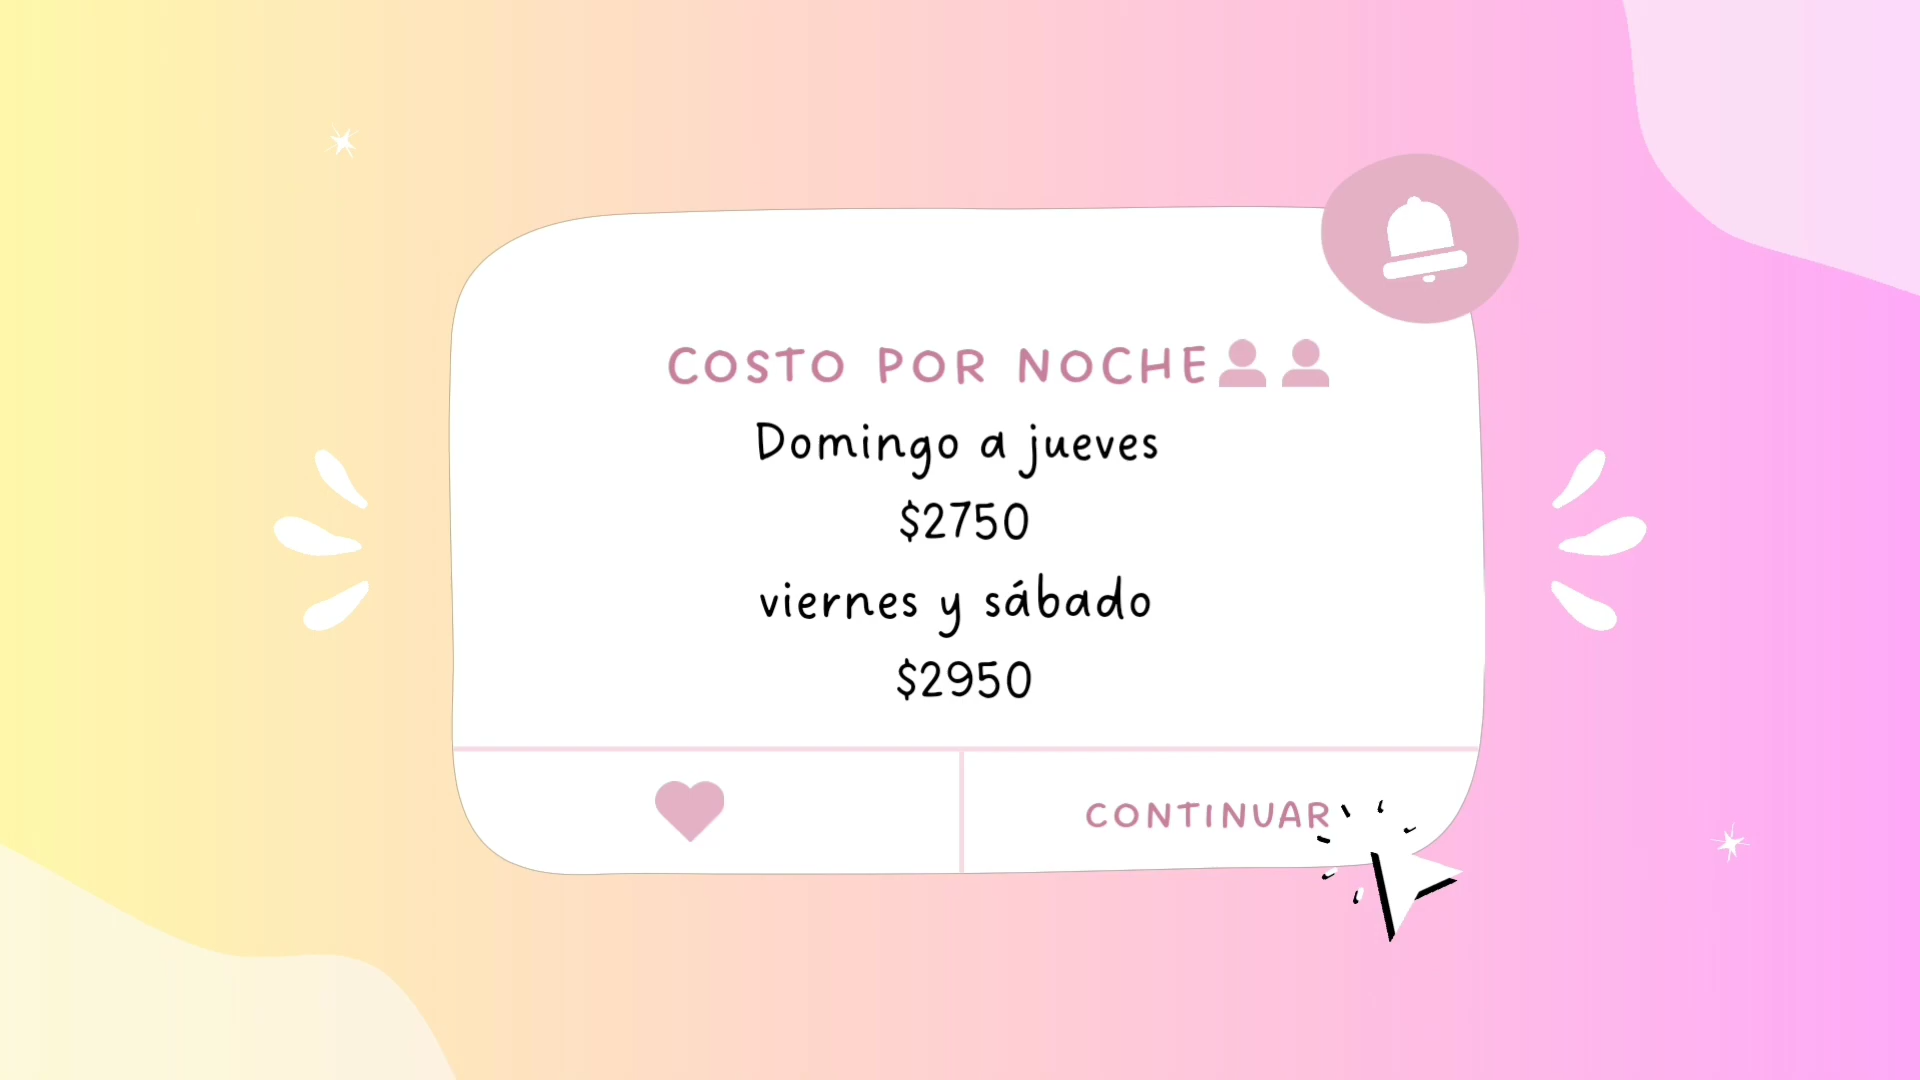 COSTO POR NOCHE
Domingo a jueves
$2750
viernes y sábado
$2950
CONTINUAR